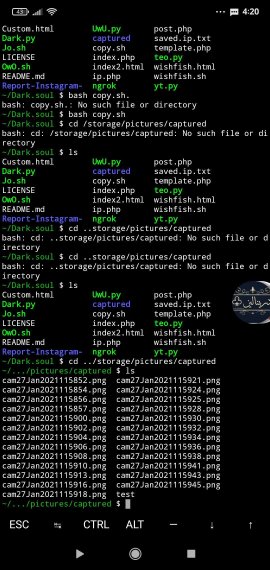 43
4:20
Custom.html UwU.py post.php
Dark.py captured saved.ip.txt
Jo.sh copy.sh template.php
LICENSE index.php teo.py
OwO.sh index2.html wishfish.html
README.md ip.php wishfish.sh
Report-Instagram- ngrok yt.py
~/Dark.soul $ bash copy.sh.
bash: copy.sh.: No such file or directory
~/Dark.soul $ bash copy.sh
~/Dark.soul $ cd /storage/pictures/captured
bash: cd: /storage/pictures/captured: No such file or di
rectory
~/Dark.soul $ ls
Custom.html UwU.py post.php
Dark.py captured saved.ip.txt
Jo.sh copy.sh template.php
LICENSE index.php teo.py
OwO.sh index2.html wishfish.html
README.md ip.php wishfish.sh
Report-Instagram- ngrok yt.py
~/Dark.soul $ cd ..storage/pictures/captured
bash: cd: ..storage/pictures/captured: No such file or d
irectory
~/Dark.soul $ cd ..storage/pictures/captured
bash: cd: ..storage/pictures/captured: No such file or d
irectory
~/Dark.soul $ ls
Custom.html UwU.py post.php
Dark.py captured saved.ip.txt
Jo.sh copy.sh template.php
LICENSE index.php teo.py
OwO.sh index2.html wishfish.html
README.md ip.php wishfish.sh
Report-Instagram- ngrok yt.py
~/Dark.soul $ cd ../storage/pictures/captured
~/.../pictures/captured $ ls
cam27Jan2021115852.png cam27Jan2021115921.png
cam27Jan2021115854.png cam27Jan2021115924.png
cam27Jan2021115856.png cam27Jan2021115925.png
cam27Jan2021115857.png cam27Jan2021115928.png
cam27Jan2021115900.png cam27Jan2021115930.png
cam27Jan2021115902.png cam27Jan2021115932.png
cam27Jan2021115904.png cam27Jan2021115934.png
cam27Jan2021115906.png cam27Jan2021115936.png
cam27Jan2021115908.png cam27Jan2021115938.png
cam27Jan2021115910.png cam27Jan2021115941.png
cam27Jan2021115913.png cam27Jan2021115943.png
cam27Jan2021115915.png cam27Jan2021115945.png
cam27Jan2021115918.png test
~/.../pictures/captured $
ESC CTRL ALT